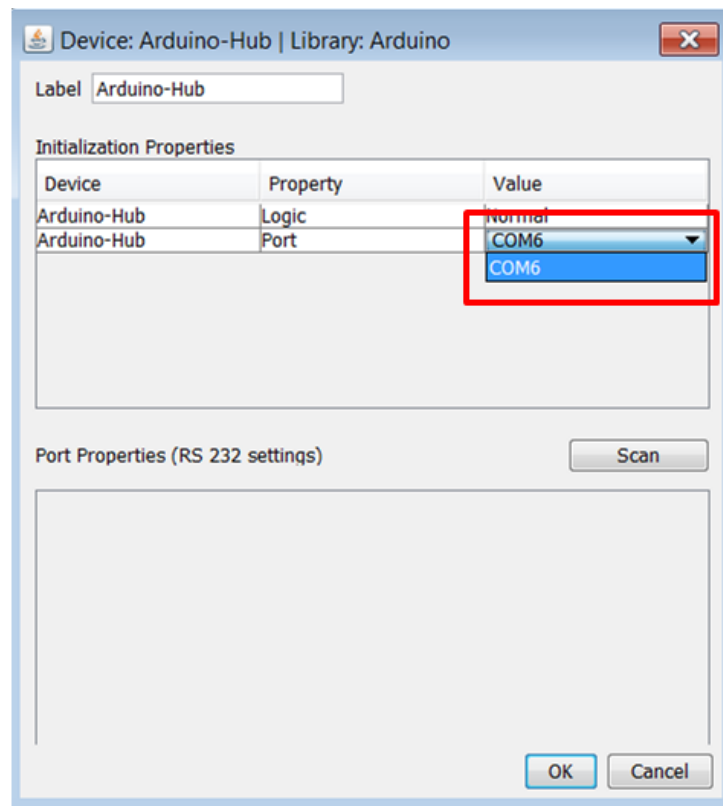 Device: Arduino-Hub | Library: Arduino
Label Arduino-Hub
Initialization Properties
Device Property Value
Arduino-Hub Logic Normal
Arduino-Hub Port COM6
COM6
Port Properties (RS 232 settings) Scan
OK Cancel